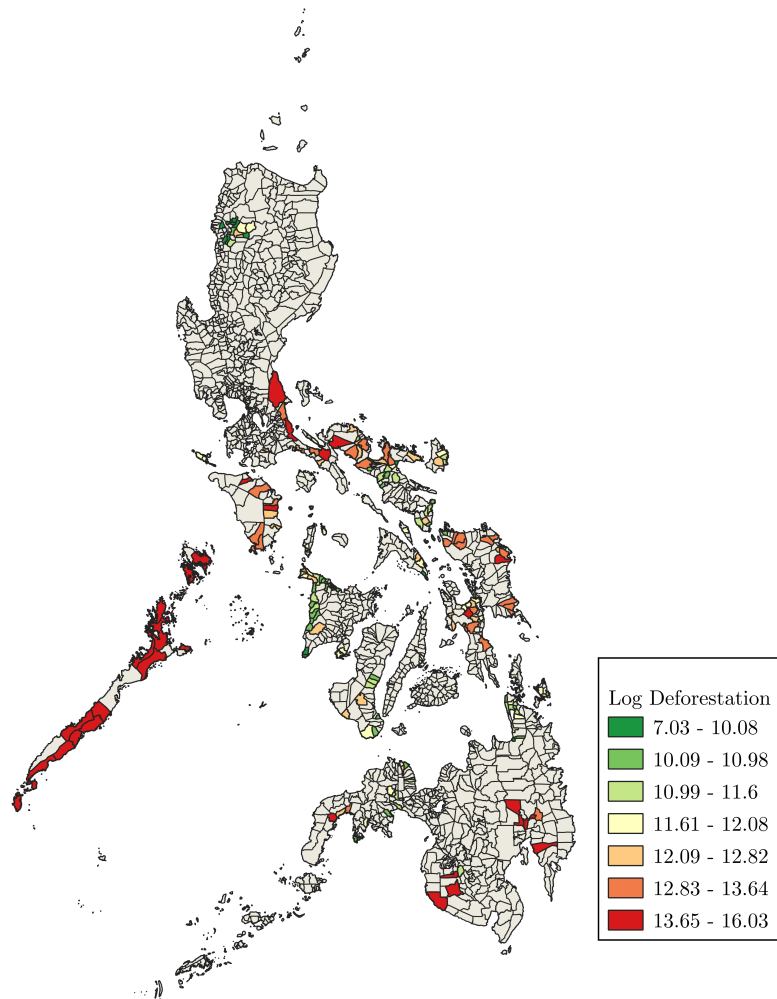 Log Deforestation
7.03 - 10.08
10.09 - 10.98
10.99 - 11.6
11.61 - 12.08
12.09 - 12.82
12.83 - 13.64
13.65 - 16.03